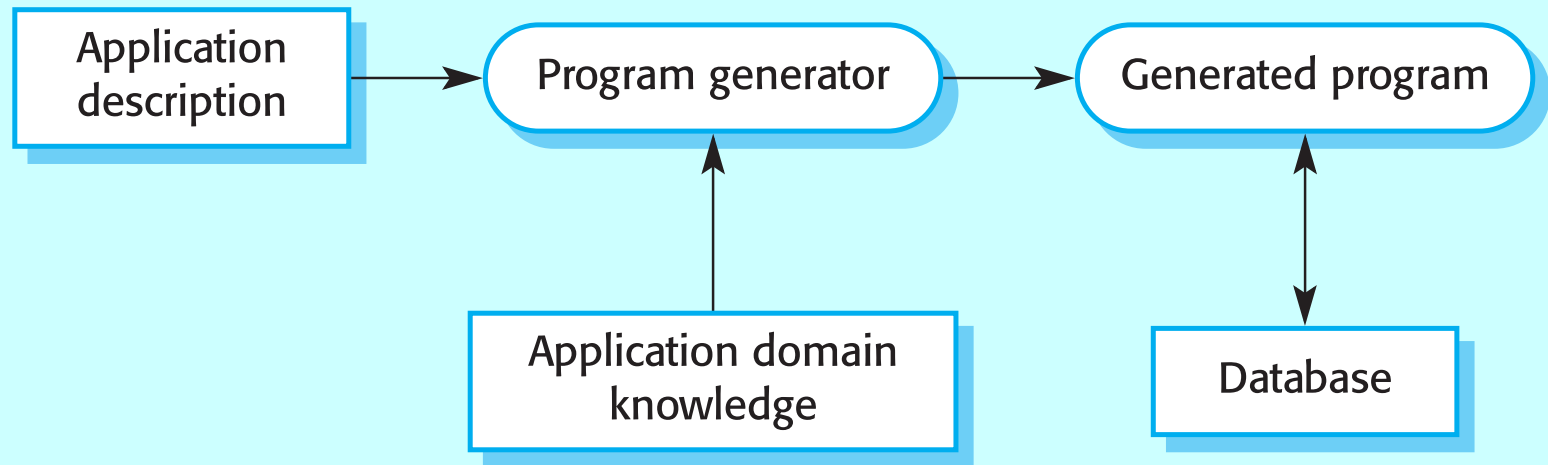 Application
description
Program generator
Generated program
Application domain
knowledge
Database